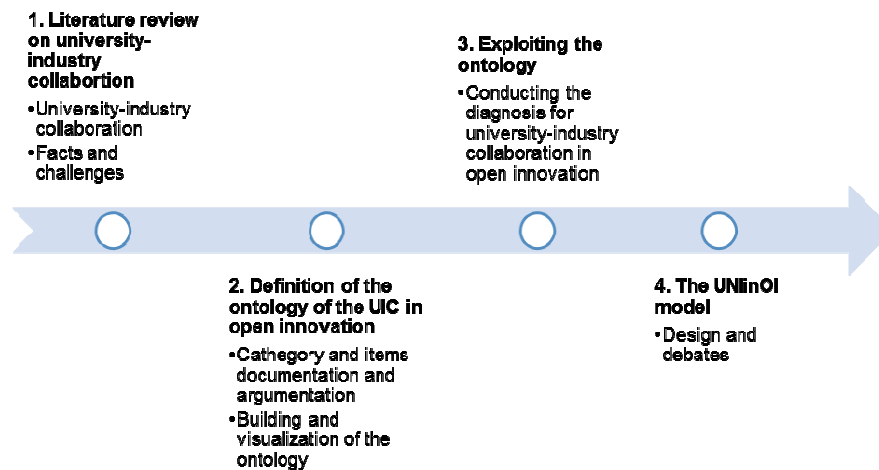 1. Literature review
on university-
industry
collabortion
•University-industry
collaboration
•Facts and
challenges
2. Definition of the
ontology of the UIC in
open innovation
•Cathegory and items
documentation and
argumentation
•Building and
visualization of the
ontology
3. Exploiting the
ontology
•Conducting the
diagnosis for
university-industry
collaboration in
open innovation
4. The UNIinOI
model
•Design and
debates